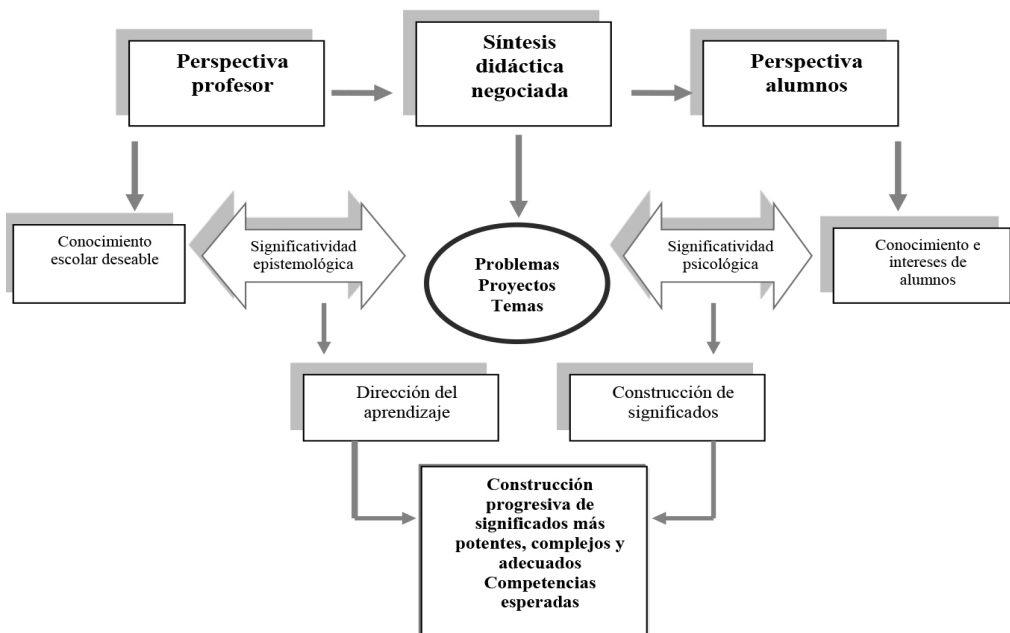 Perspectiva
profesor
Síntesis
didáctica
negociada
Perspectiva
alumnos
Conocimiento
escolar deseable
Significatividad
epistemológica
Problemas
Proyectos
Temas
Significatividad
psicológica
Conocimiento e
intereses de
alumnos
Dirección del
aprendizaje
Construcción de
significados
Construcción
progresiva de
significados más
potentes, complejos y
adecuados
Competencias
esperadas